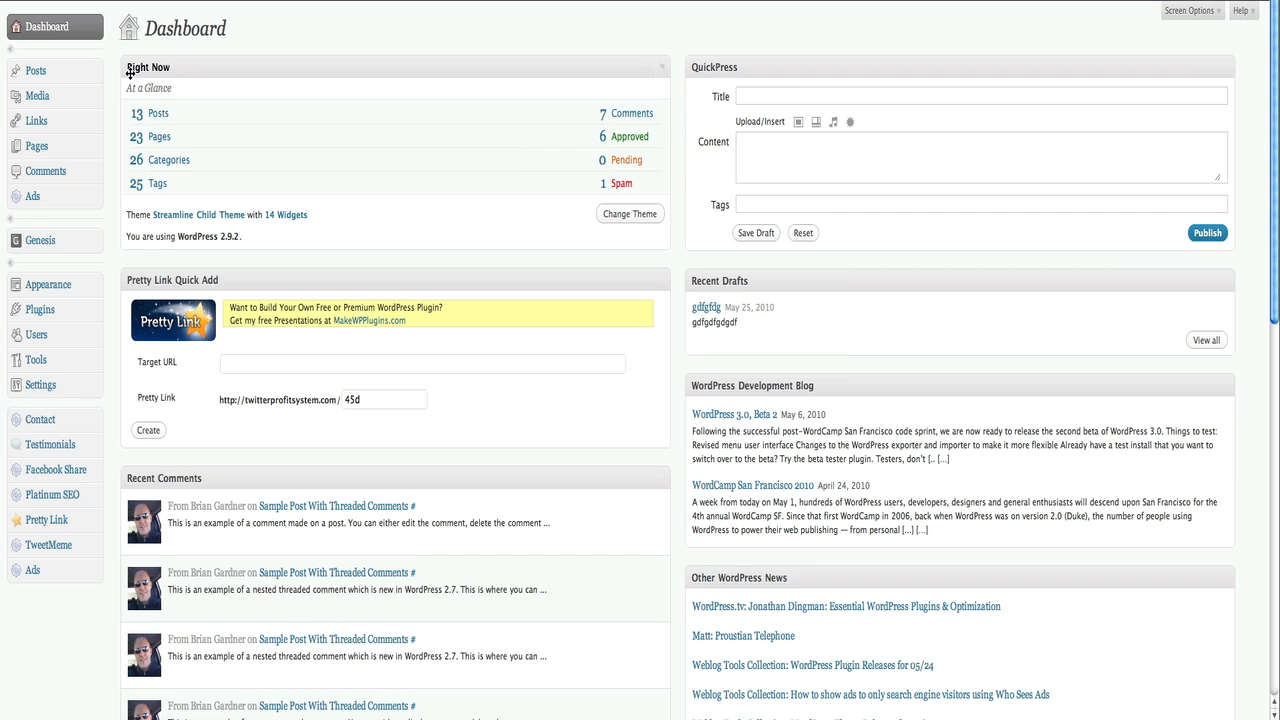 Dashboard
Posts
Media
Links
Pages
Comments
Ads
Genesis
Appearance
Plugins
Users
Tools
Settings
Contact
Testimonials
Facebook Share
Platinum SEO
Pretty Link
TweetMeme
Ads
Screen Options
Help
Dashboard
Right Now
At a Glance
13 Posts
7 Comments
23 Pages
6 Approved
26 Categories
0 Pending
25 Tags
1 Spam
Theme Streamline Child Theme with 14 Widgets
Change Theme
You are using WordPress 2.9.2.
Pretty Link Quick Add
Pretty Link
Want to Build Your Own Free or Premium WordPress Plugin?
Get my free Presentations at MakeWPPlugins.com
Target URL
Pretty Link
http://twitterprofitsystem.com/ 45d
Create
Recent Comments
From Brian Gardner on Sample Post With Threaded Comments #
This is an example of a comment made on a post. You can either edit the comment, delete the comment ...
From Brian Gardner on Sample Post With Threaded Comments #
This is an example of a nested threaded comment which is new in WordPress 2.7. This is where you can ...
From Brian Gardner on Sample Post With Threaded Comments #
This is an example of a nested threaded comment which is new in WordPress 2.7. This is where you can ...
From Brian Gardner on Sample Post With Threaded Comments #
QuickPress
Title
Upload/Insert
Content
Tags
Save Draft
Reset
Publish
Recent Drafts
gdfgfdg May 25, 2010
gdfgdfgdgdf
View all
WordPress Development Blog
WordPress 3.0, Beta 2 May 6, 2010
Following the successful post-WordCamp San Francisco code sprint, we are now ready to release the second beta of WordPress 3.0. Things to test:
Revised menu user interface Changes to the WordPress exporter and importer to make it more flexible Already have a test install that you want to
switch over to the beta? Try the beta tester plugin. Testers, don't [.. [...]
WordCamp San Francisco 2010 April 24, 2010
A week from today on May 1, hundreds of WordPress users, developers, designers and general enthusiasts will descend upon San Francisco for the
4th annual WordCamp SF. Since that first WordCamp in 2006, back when WordPress was on version 2.0 (Duke), the number of people using
WordPress to power their web publishing — from personal [...] [...]
Other WordPress News
WordPress.tv: Jonathan Dingman: Essential WordPress Plugins & Optimization
Matt: Proustian Telephone
Weblog Tools Collection: WordPress Plugin Releases for 05/24
Weblog Tools Collection: How to show ads to only search engine visitors using Who Sees Ads